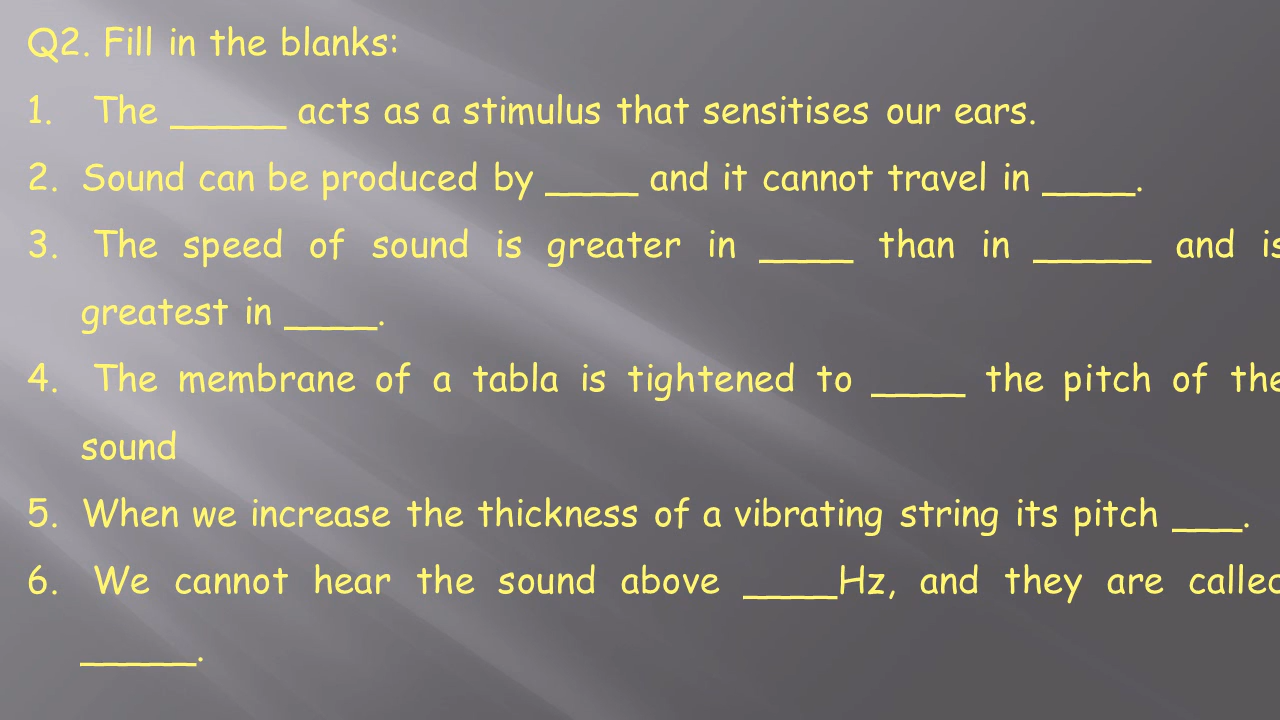 Q2. Fill in the blanks:
1. The _____ acts as a stimulus that sensitises our ears.
2. Sound can be produced by ____ and it cannot travel in ____.
3. The speed of sound is greater in ____ than in _____ and is
greatest in ____.
4. The membrane of a tabla is tightened to ____ the pitch of the
sound
5. When we increase the thickness of a vibrating string its pitch ___.
6. We cannot hear the sound above ____Hz, and they are called
_____.